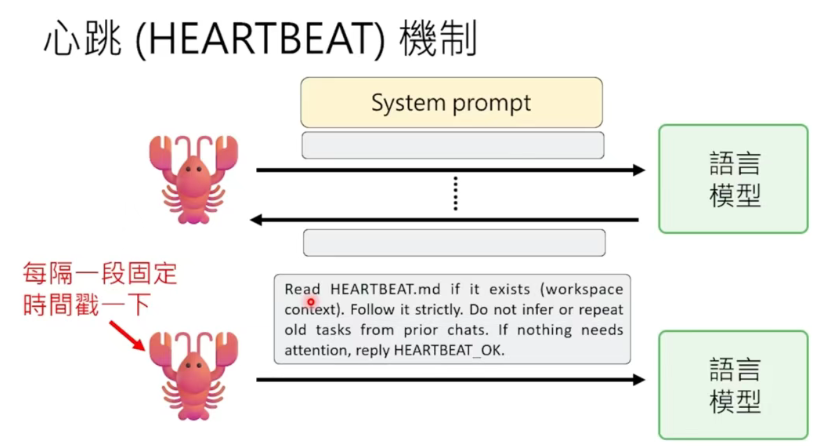 心跳 (HEARTBEAT) 機制
System prompt
語言
模型
每隔一段固定
時間戳一下
Read HEARTBEAT.md if it exists (workspace
context). Follow it strictly. Do not infer or repeat
old tasks from prior chats. If nothing needs
attention, reply HEARTBEAT_OK.
語言
模型